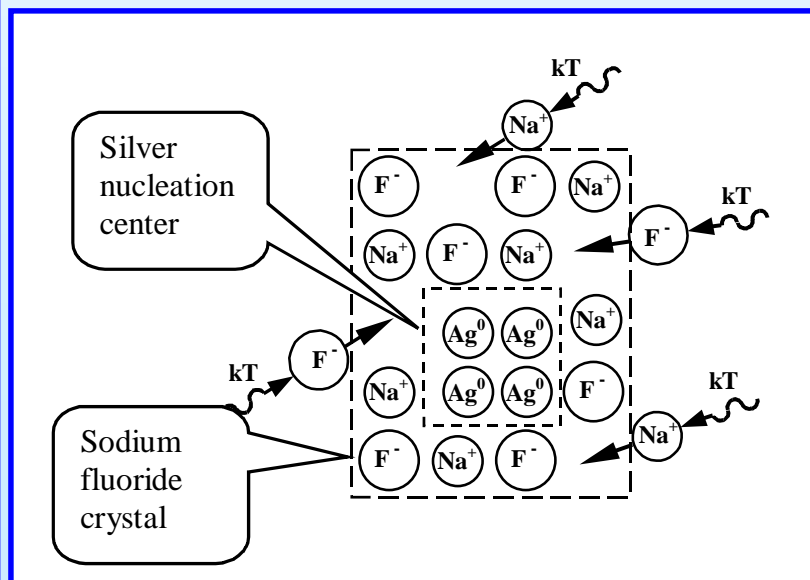 Silver
nucleation
center
kT
Na⁺
F⁻
F⁻
Na⁺
kT
F⁻
Na⁺
F⁻
Na⁺
Ag⁰
Ag⁰
Na⁺
kT
F⁻
Na⁺
Ag⁰
Ag⁰
F⁻
kT
Na⁺
F⁻
Na⁺
F⁻
Sodium
fluoride
crystal